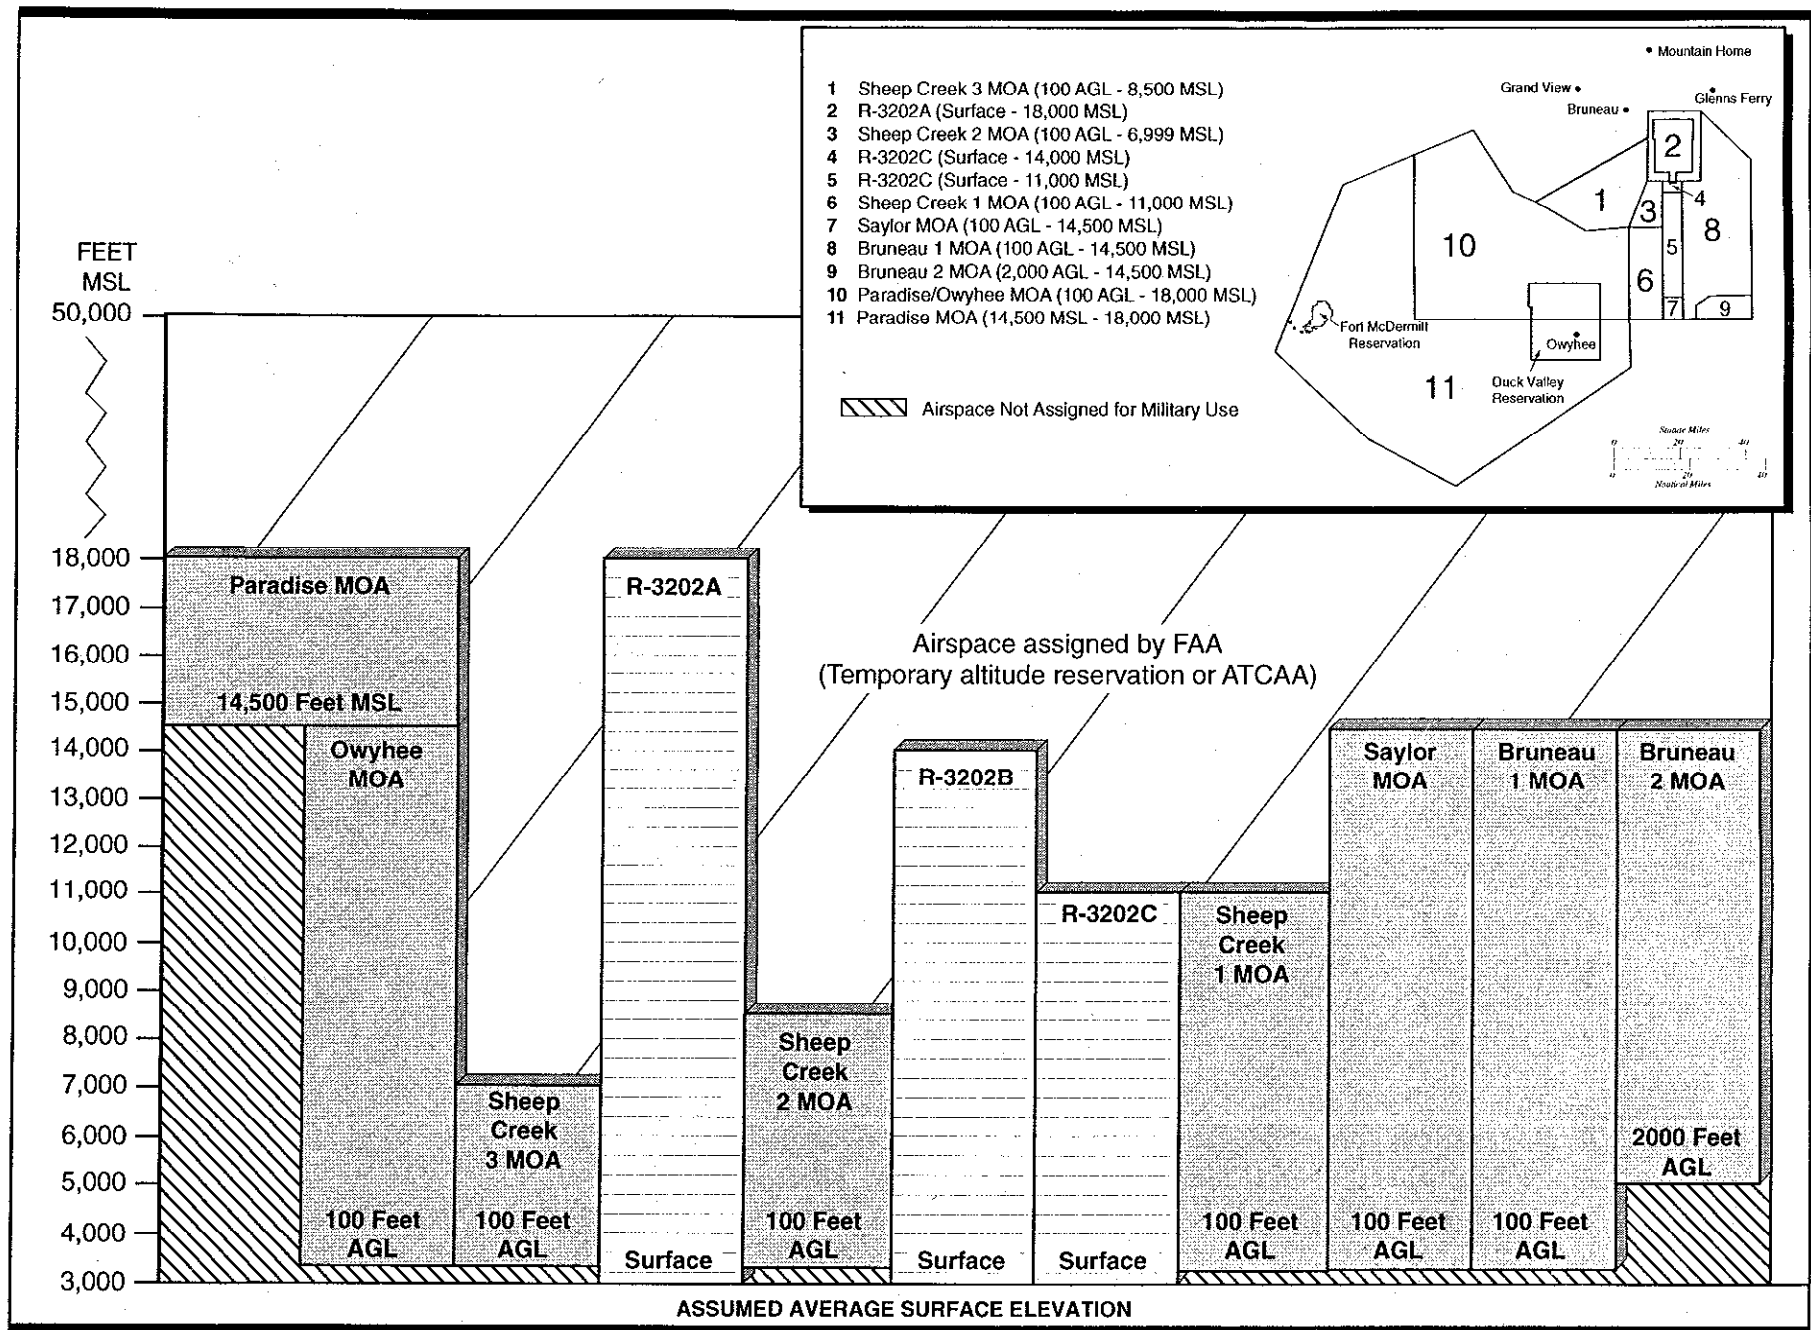 1 Sheep Creek 3 MOA (100 AGL - 8,500 MSL)
2 R-3202A (Surface - 18,000 MSL)
3 Sheep Creek 2 MOA (100 AGL - 6,999 MSL)
4 R-3202C (Surface - 14,000 MSL)
5 R-3202C (Surface - 11,000 MSL)
6 Sheep Creek 1 MOA (100 AGL - 11,000 MSL)
7 Saylor MOA (100 AGL - 14,500 MSL)
8 Bruneau 1 MOA (100 AGL - 14,500 MSL)
9 Bruneau 2 MOA (2,000 AGL - 14,500 MSL)
10 Paradise/Owyhee MOA (100 AGL - 18,000 MSL)
11 Paradise MOA (14,500 MSL - 18,000 MSL)
Airspace Not Assigned for Military Use
Mountain Home
Grand View
Glenns Ferry
Bruneau
2
1
3
4
8
10
5
6
7
9
Fort McDermitt
Reservation
Owyhee
11
Duck Valley
Reservation
Statute Miles
0 20 40
0 20 40
Nautical Miles
FEET
MSL
50,000
18,000
17,000
16,000
15,000
14,000
13,000
12,000
11,000
10,000
9,000
8,000
7,000
6,000
5,000
4,000
3,000
Paradise MOA
14,500 Feet MSL
Owyhee
MOA
100 Feet
AGL
Sheep
Creek
3 MOA
100 Feet
AGL
R-3202A
Surface
Airspace assigned by FAA
(Temporary altitude reservation or ATCAA)
Sheep
Creek
2 MOA
100 Feet
AGL
R-3202B
Surface
R-3202C
Surface
Sheep
Creek
1 MOA
100 Feet
AGL
Saylor
MOA
100 Feet
AGL
Bruneau
1 MOA
100 Feet
AGL
Bruneau
2 MOA
2000 Feet
AGL
ASSUMED AVERAGE SURFACE ELEVATION